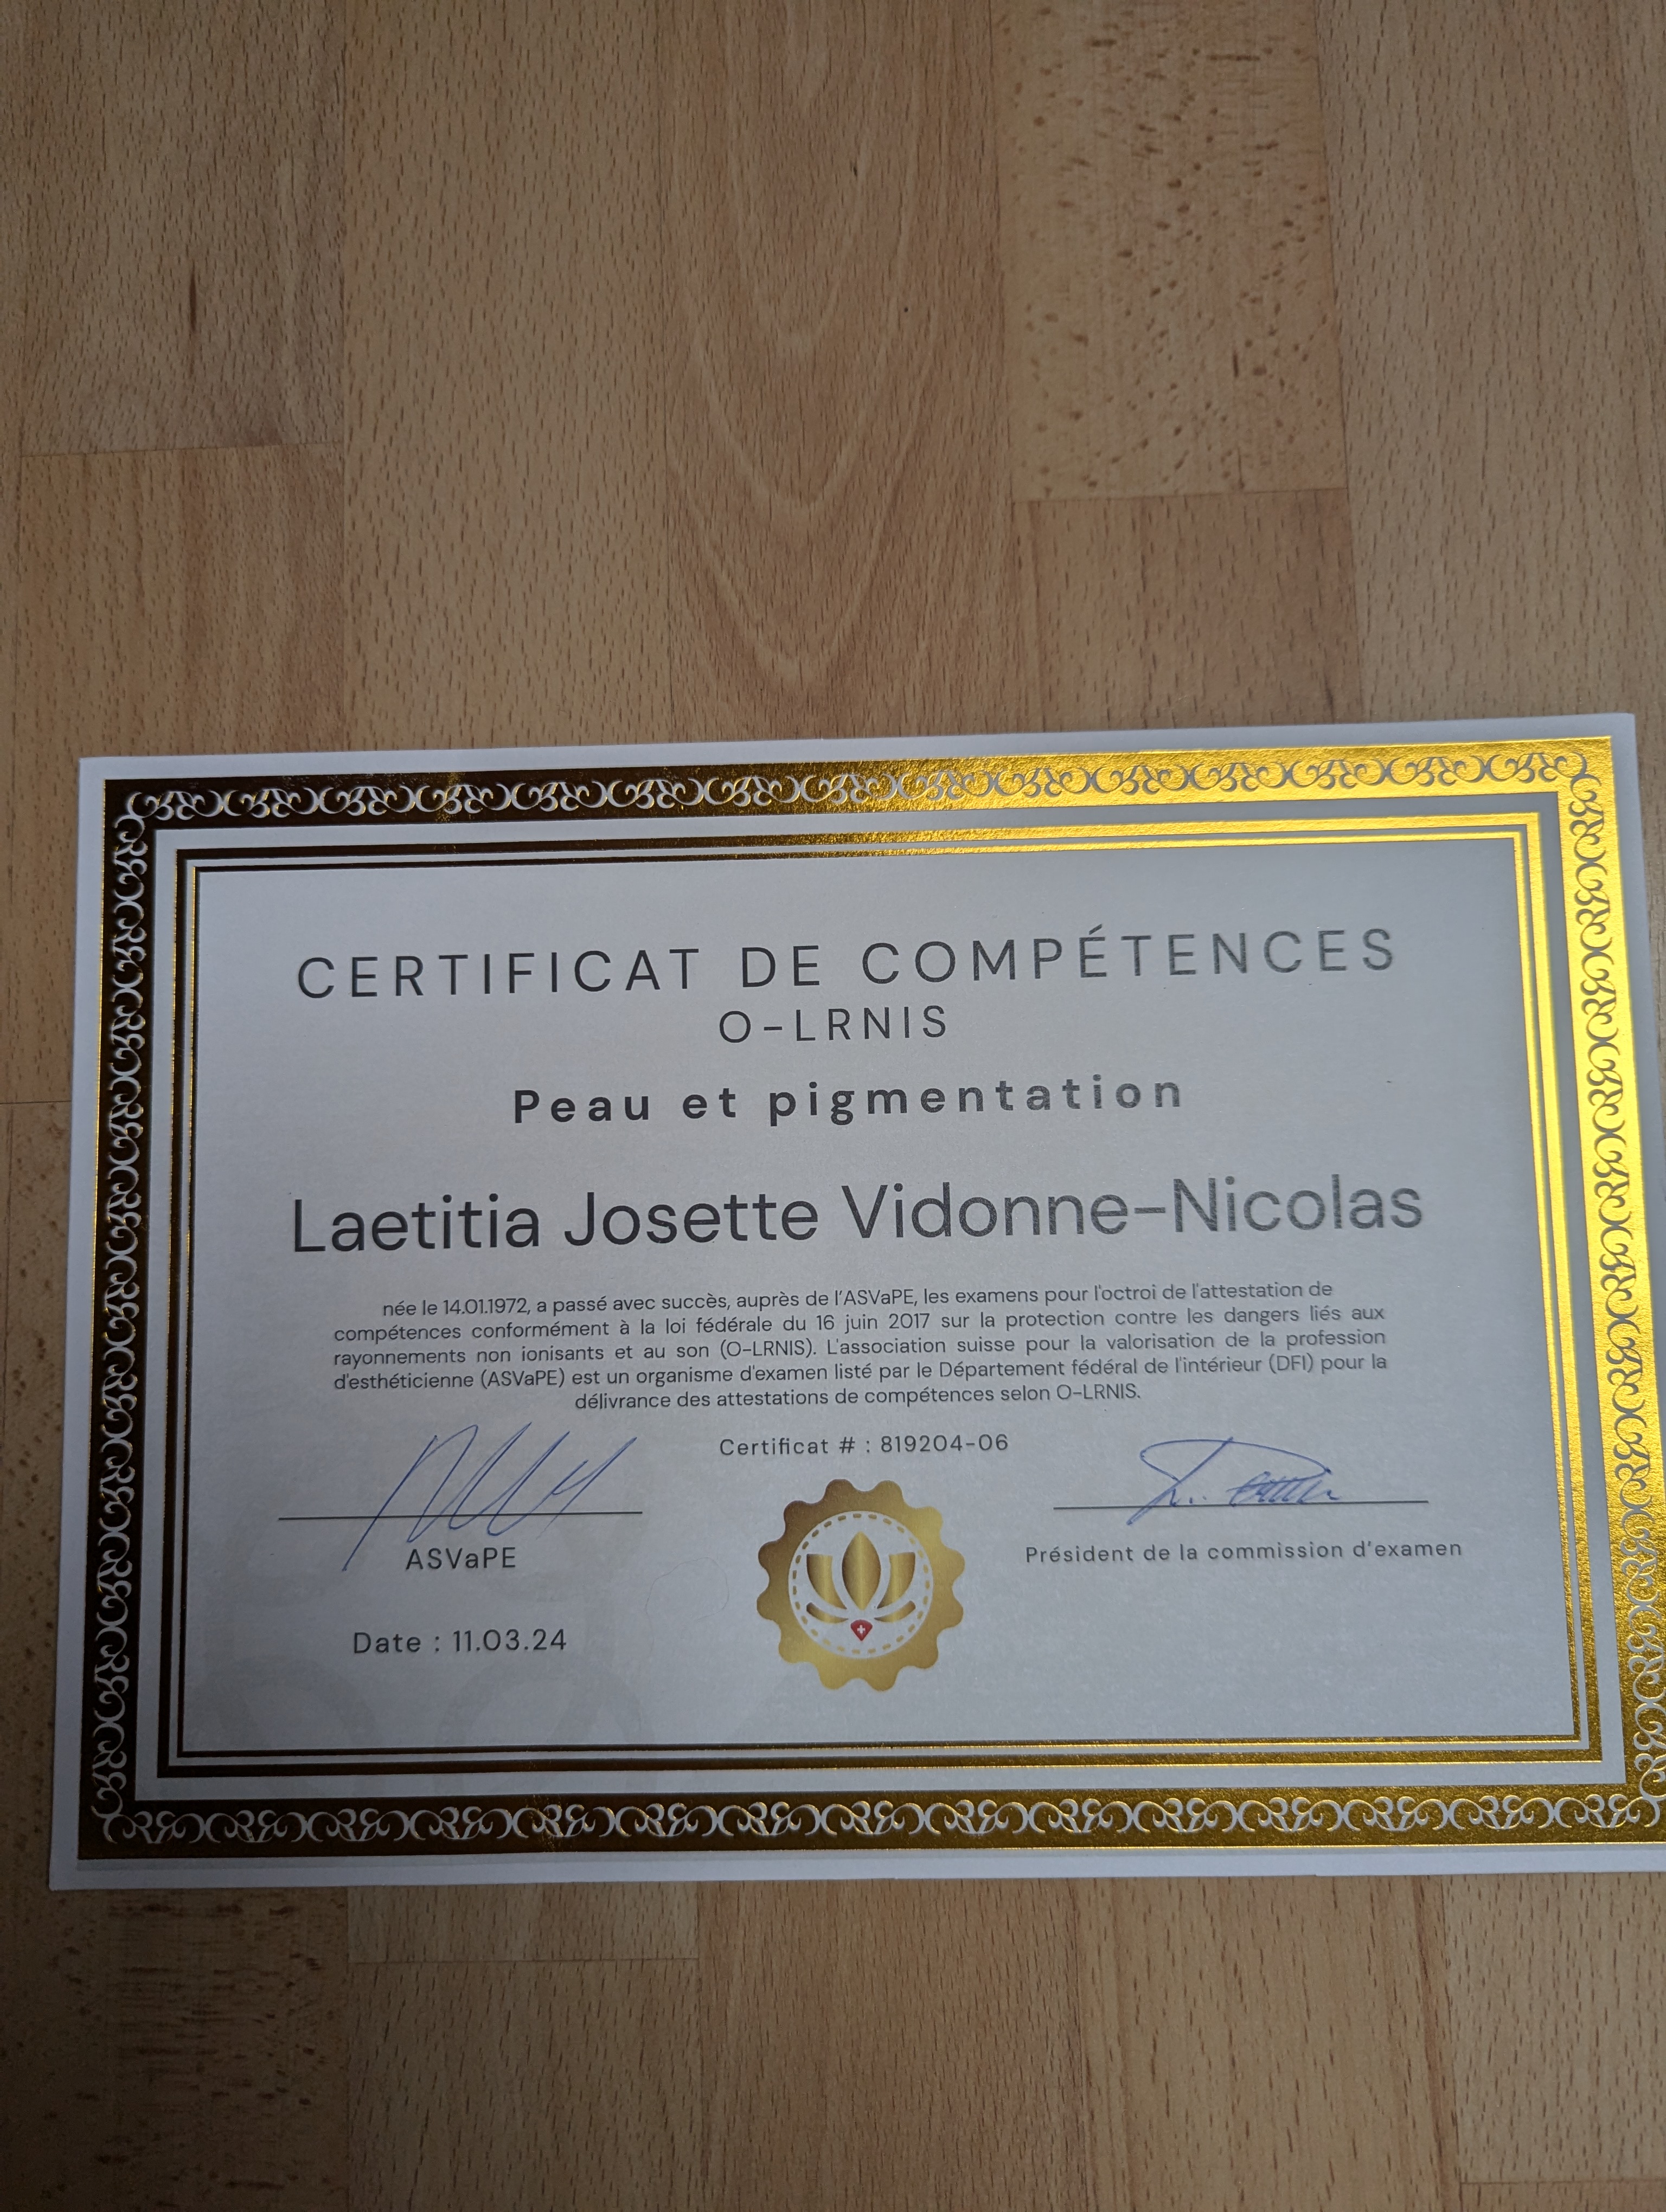 CERTIFICAT DE COMPÉTENCES
O-LRNIS
Peau et pigmentation
Laetitia Josette Vidonne-Nicolas
née le 14.01.1972, a passé avec succès, auprès de l'ASVaPE, les examens pour l'octroi de l'attestation de
compétences conformément à la loi fédérale du 16 juin 2017 sur la protection contre les dangers liés aux
rayonnements non ionisants et au son (O-LRNIS). L'association suisse pour la valorisation de la profession
d'esthéticienne (ASVaPE) est un organisme d'examen listé par le Département fédéral de l'intérieur (DFI) pour la
délivrance des attestations de compétences selon O-LRNIS.
Certificat # : 819204-06
ASVaPE
Président de la commission d'examen
Date : 11.03.24